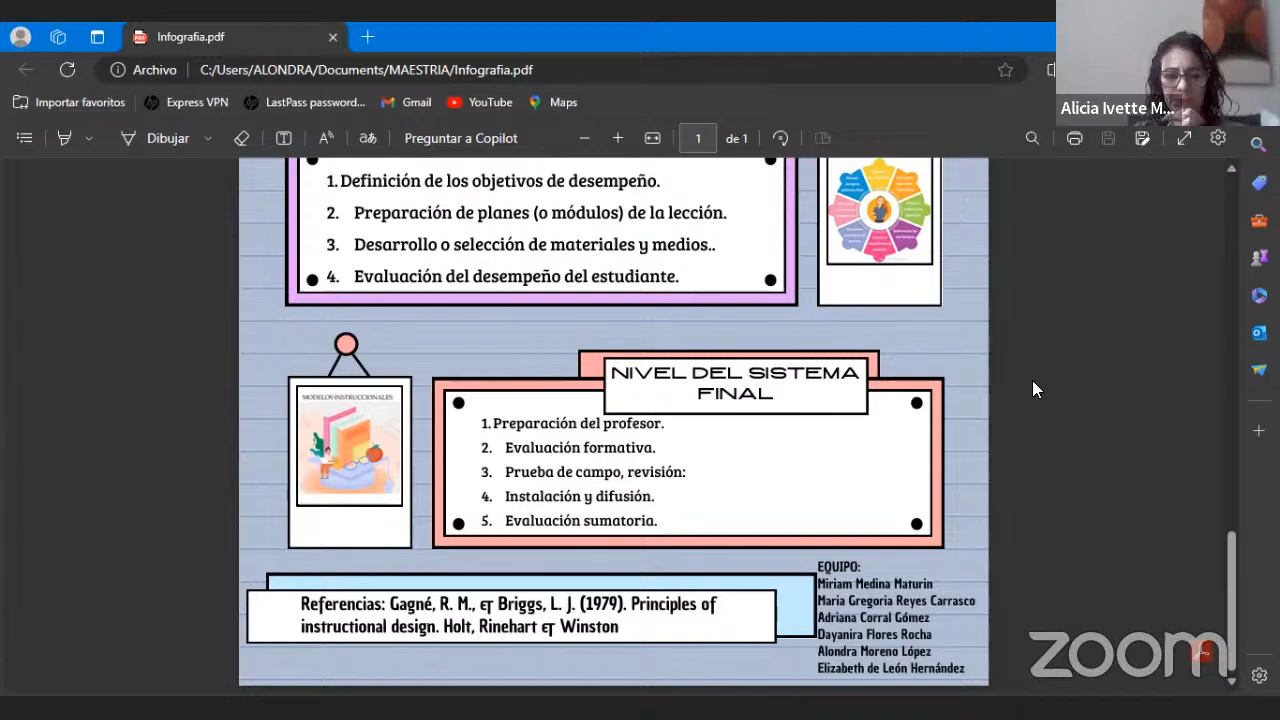 Infografia.pdf
Archivo
C:/Users/ALONDRA/Documents/MAESTRIA/Infografia.pdf
Alicia Ivette M...
Importar favoritos
Express VPN
LastPass password...
Gmail
YouTube
Maps
Dibujar
Preguntar a Copilot
1 de 1
1. Definición de los objetivos de desempeño.
2. Preparación de planes (o módulos) de la lección.
3. Desarrollo o selección de materiales y medios..
4. Evaluación del desempeño del estudiante.
MODELOS INSTRUCCIONALES
NIVEL DEL SISTEMA
FINAL
1. Preparación del profesor.
2. Evaluación formativa.
3. Prueba de campo, revisión:
4. Instalación y difusión.
5. Evaluación sumatoria.
Referencias: Gagné, R. M., & Briggs, L. J. (1979). Principles of
instructional design. Holt, Rinehart & Winston
EQUIPO:
Miriam Medina Maturin
Maria Gregoria Reyes Carrasco
Adriana Corral Gómez
Dayanira Flores Rocha
Alondra Moreno López
Elizabeth de León Hernández
zoom